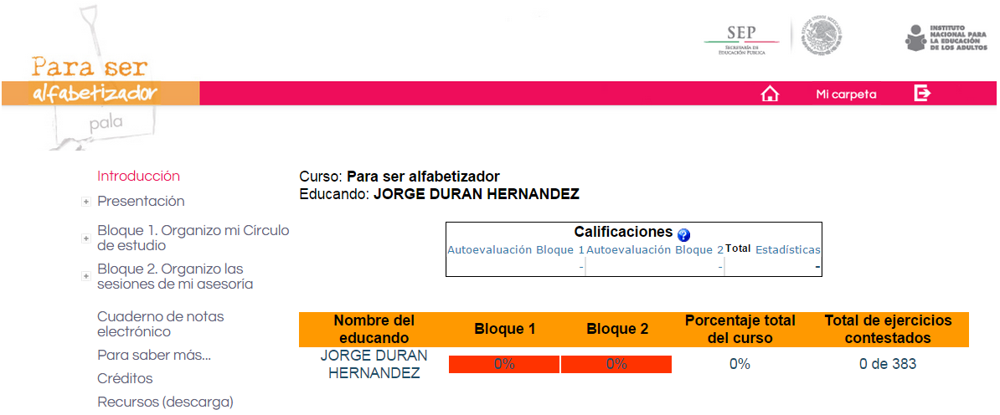 Para ser
alfabetizador
pala
SEP
SECRETARÍA DE
EDUCACIÓN PÚBLICA
ESTADOS UNIDOS MEXICANOS
INSTITUTO
NACIONAL PARA
LA EDUCACIÓN
DE LOS ADULTOS
Mi carpeta
Introducción
Presentación
Bloque 1. Organizo mi Círculo
de estudio
Bloque 2. Organizo las
sesiones de mi asesoría
Cuaderno de notas
electrónico
Para saber más...
Créditos
Recursos (descarga)
Curso: Para ser alfabetizador
Educando: JORGE DURAN HERNANDEZ
Calificaciones ?
Autoevaluación Bloque 1 Autoevaluación Bloque 2 Total Estadísticas
- - -
Nombre del educando Bloque 1 Bloque 2 Porcentaje total del curso Total de ejercicios contestados
JORGE DURAN HERNANDEZ 0% 0% 0% 0 de 383